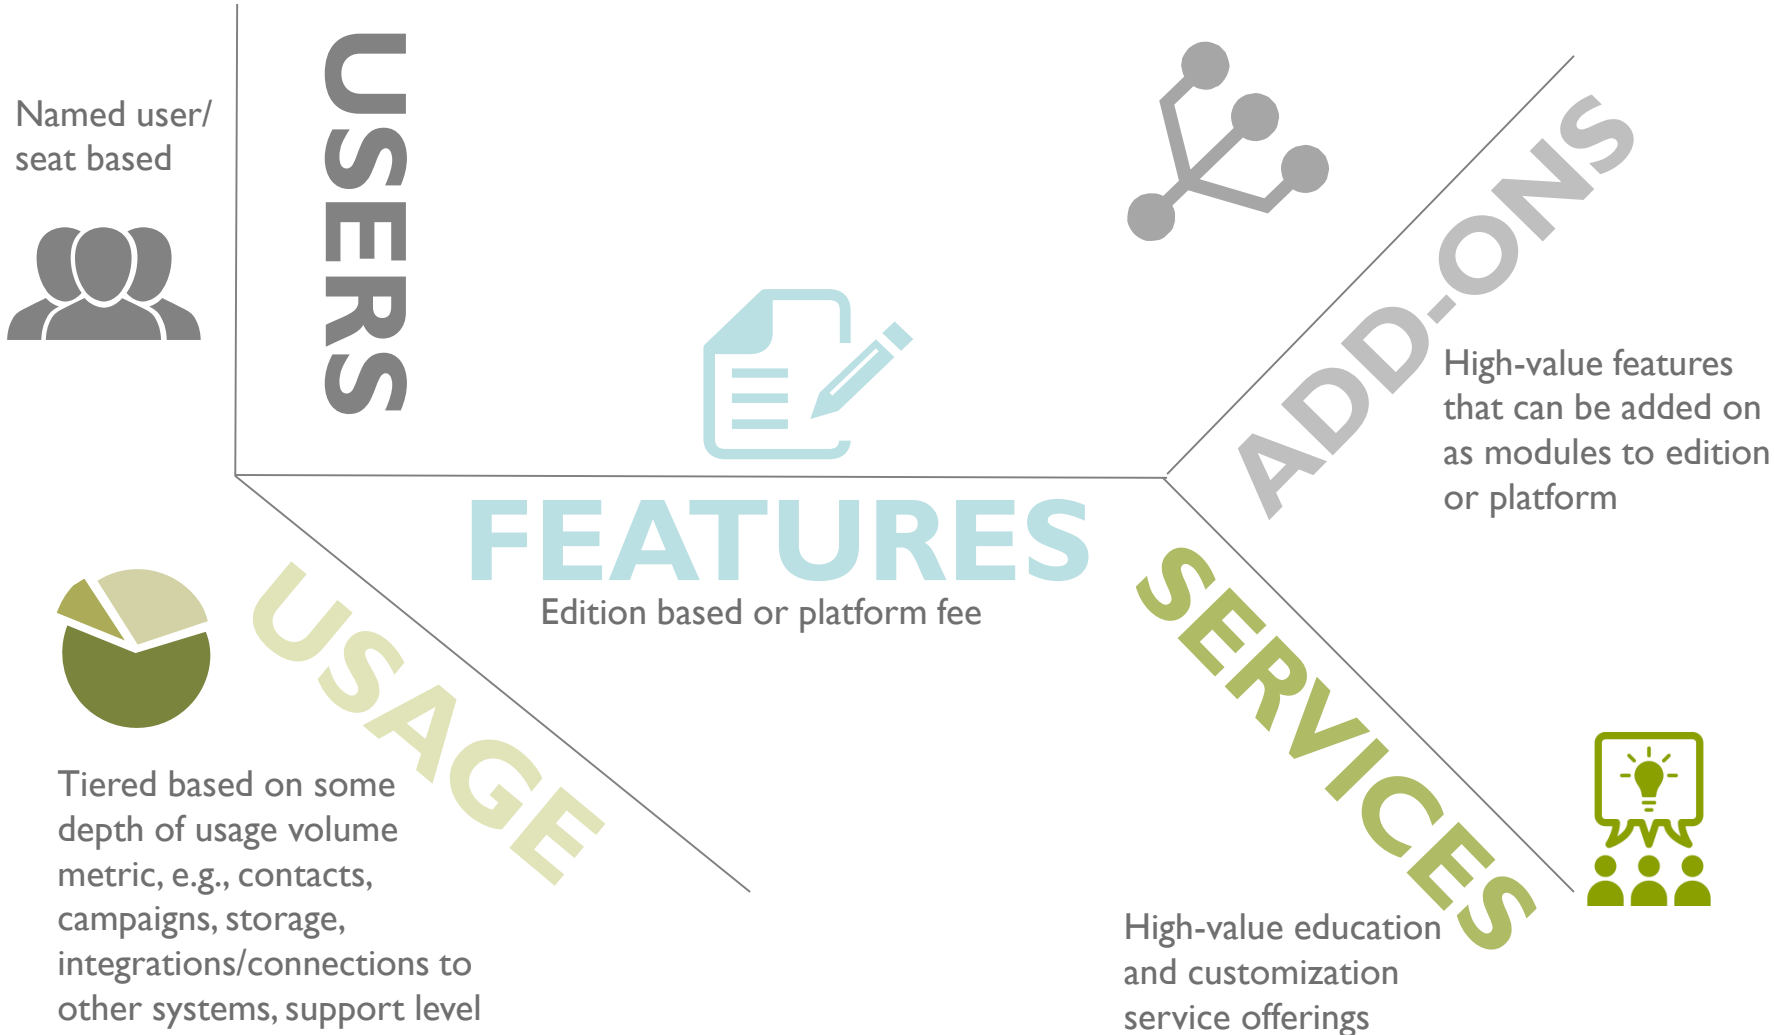 USERS
Named user/
seat based
ADD-ONS
High-value features
that can be added on
as modules to edition
or platform
FEATURES
Edition based or platform fee
USAGE
Tiered based on some
depth of usage volume
metric, e.g., contacts,
campaigns, storage,
integrations/connections to
other systems, support level
SERVICES
High-value education
and customization
service offerings